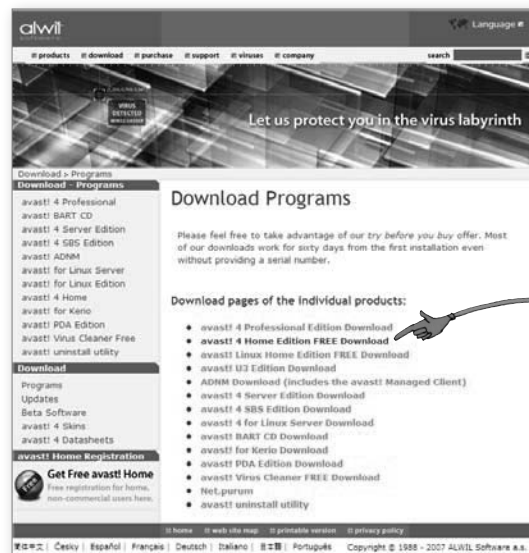 alwil
software
Language
products download purchase support viruses company search
VIRUS
DETECTED
Let us protect you in the virus labyrinth
Download > Programs
Download - Programs
avast! 4 Professional
avast! BART CD
avast! 4 Server Edition
avast! 4 SBS Edition
avast! ADNM
avast! for Linux Server
avast! for Linux Edition
avast! 4 Home
avast! for Kerio
avast! PDA Edition
avast! Virus Cleaner Free
avast! uninstall utility
Download
Programs
Updates
Beta Software
avast! 4 Skins
avast! 4 Datasheets
avast! Home Registration
Get Free avast! Home
Free registration for home,
non-commercial users here.
Download Programs
Please feel free to take advantage of our try before you buy offer. Most
of our downloads work for sixty days from the first installation even
without providing a serial number.
Download pages of the individual products:
avast! 4 Professional Edition Download
avast! 4 Home Edition FREE Download
avast! Linux Home Edition FREE Download
avast! U3 Edition Download
ADNM Download (includes the avast! Managed Client)
avast! 4 Server Edition Download
avast! 4 SBS Edition Download
avast! 4 for Linux Server Download
avast! BART CD Download
avast! for Kerio Download
avast! PDA Edition Download
avast! Virus Cleaner FREE Download
Net.purum
avast! uninstall utility
home web site map printable version privacy policy
Česky | Español | Français | Deutsch | Italiano | 日本語 | Português Copyright © 1988 - 2007 ALWIL Software a.s.